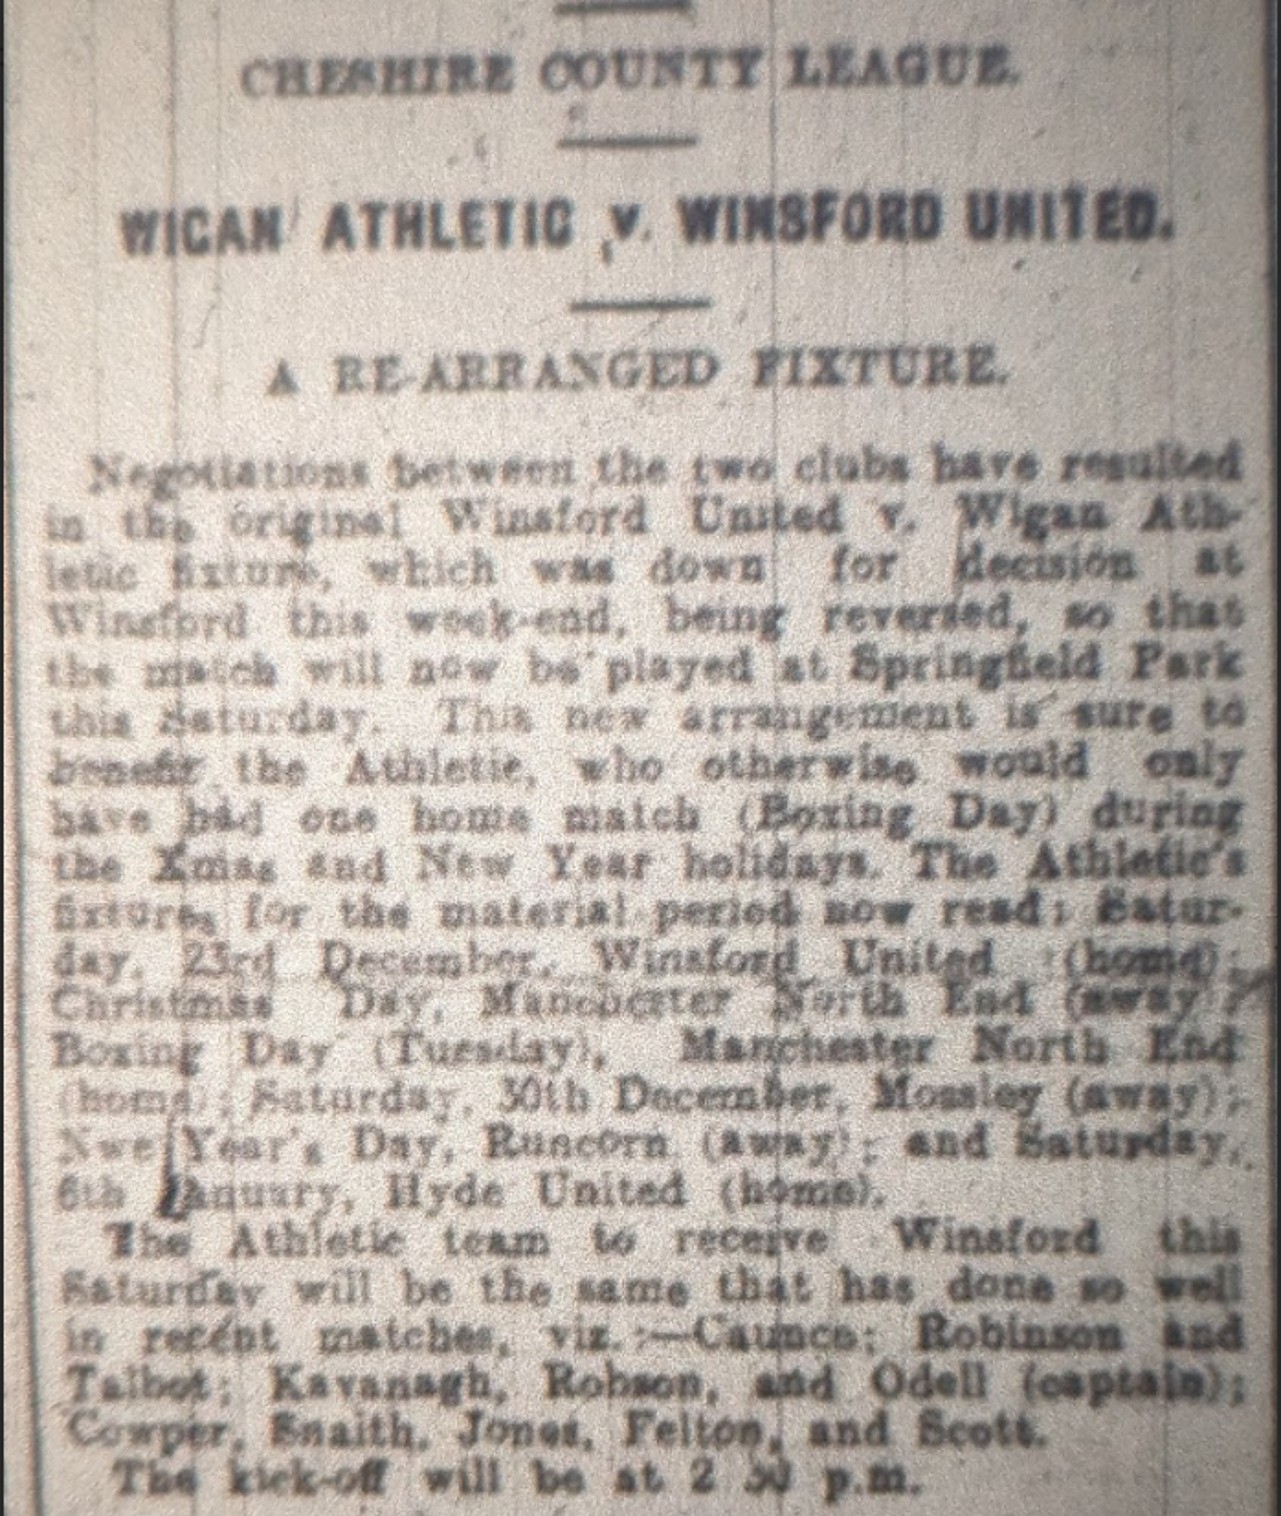 CHESHIRE COUNTY LEAGUE.
WIGAN ATHLETIC v. WINSFORD UNITED.
A RE-ARRANGED FIXTURE.
Negotiations between the two clubs have resulted
in the original Winsford United v. Wigan Ath-
letic fixture, which was down for decision at
Winsford this week-end, being reversed, so that
the match will now be played at Springfield Park
this Saturday. This new arrangement is sure to
benefit the Athletic, who otherwise would only
have had one home match (Boxing Day) during
the Xmas and New Year holidays. The Athletic's
fixtures for the material period now read: Satur-
day, 23rd December, Winsford United (home);
Christmas Day, Manchester North End (away);
Boxing Day (Tuesday), Manchester North End
(home); Saturday, 30th December, Mossley (away);
Nwe Year's Day, Runcorn (away); and Saturday,
6th January, Hyde United (home).
The Athletic team to receive Winsford this
Saturday will be the same that has done so well
in recent matches, viz.:—Caunce; Robinson and
Talbot; Kavanagh, Robson, and Odell (captain);
Cowper, Snaith, Jones, Felton, and Scott.
The kick-off will be at 2 30 p.m.